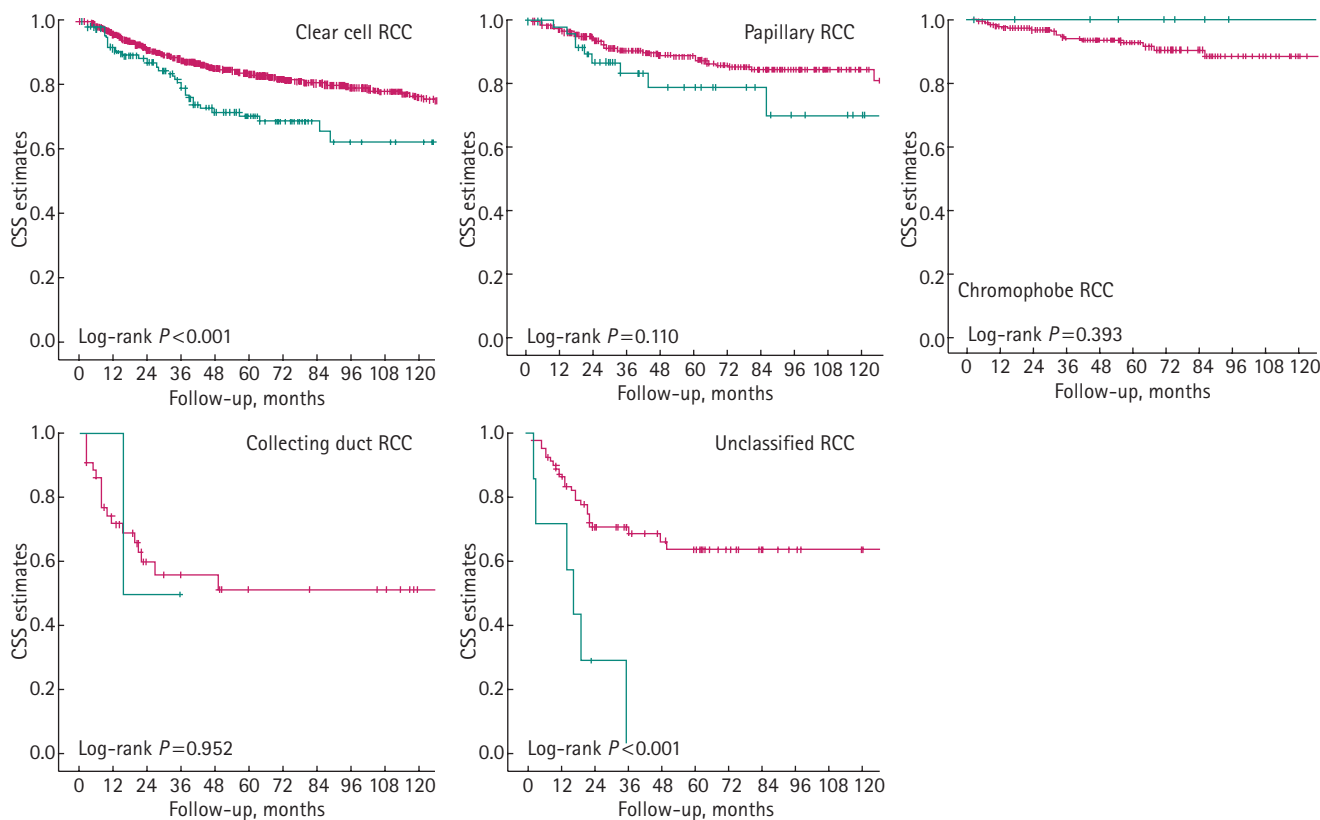 Clear cell RCC
1.0
0.8
0.6
0.4
0.2
0.0
CSS estimates
Log-rank P<0.001
0 12 24 36 48 60 72 84 96 108 120
Follow-up, months
Papillary RCC
1.0
0.8
0.6
0.4
0.2
0.0
CSS estimates
Log-rank P=0.110
0 12 24 36 48 60 72 84 96 108 120
Follow-up, months
1.0
0.8
0.6
0.4
0.2
0.0
CSS estimates
Chromophobe RCC
Log-rank P=0.393
0 12 24 36 48 60 72 84 96 108 120
Collecting duct RCC
1.0
0.8
0.6
0.4
0.2
0.0
CSS estimates
Log-rank P=0.952
0 12 24 36 48 60 72 84 96 108 120
Follow-up, months
Unclassified RCC
1.0
0.8
0.6
0.4
0.2
0.0
CSS estimates
Log-rank P<0.001
0 12 24 36 48 60 72 84 96 108 120
Follow-up, months